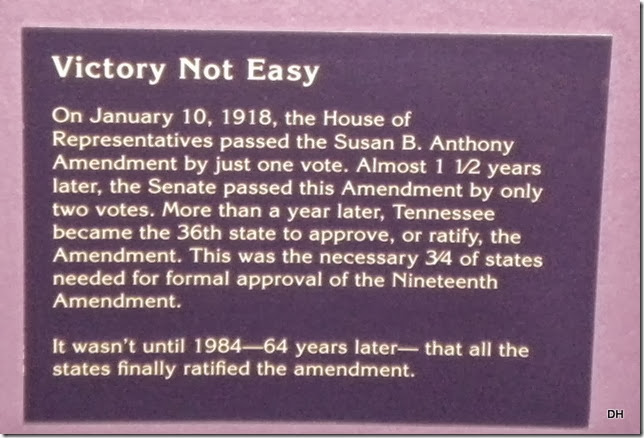 Victory Not Easy
On January 10, 1918, the House of
Representatives passed the Susan B. Anthony
Amendment by just one vote. Almost 1 1/2 years
later, the Senate passed this Amendment by only
two votes. More than a year later, Tennessee
became the 36th state to approve, or ratify, the
Amendment. This was the necessary 3/4 of states
needed for formal approval of the Nineteenth
Amendment.
It wasn't until 1984—64 years later— that all the
states finally ratified the amendment.
DH